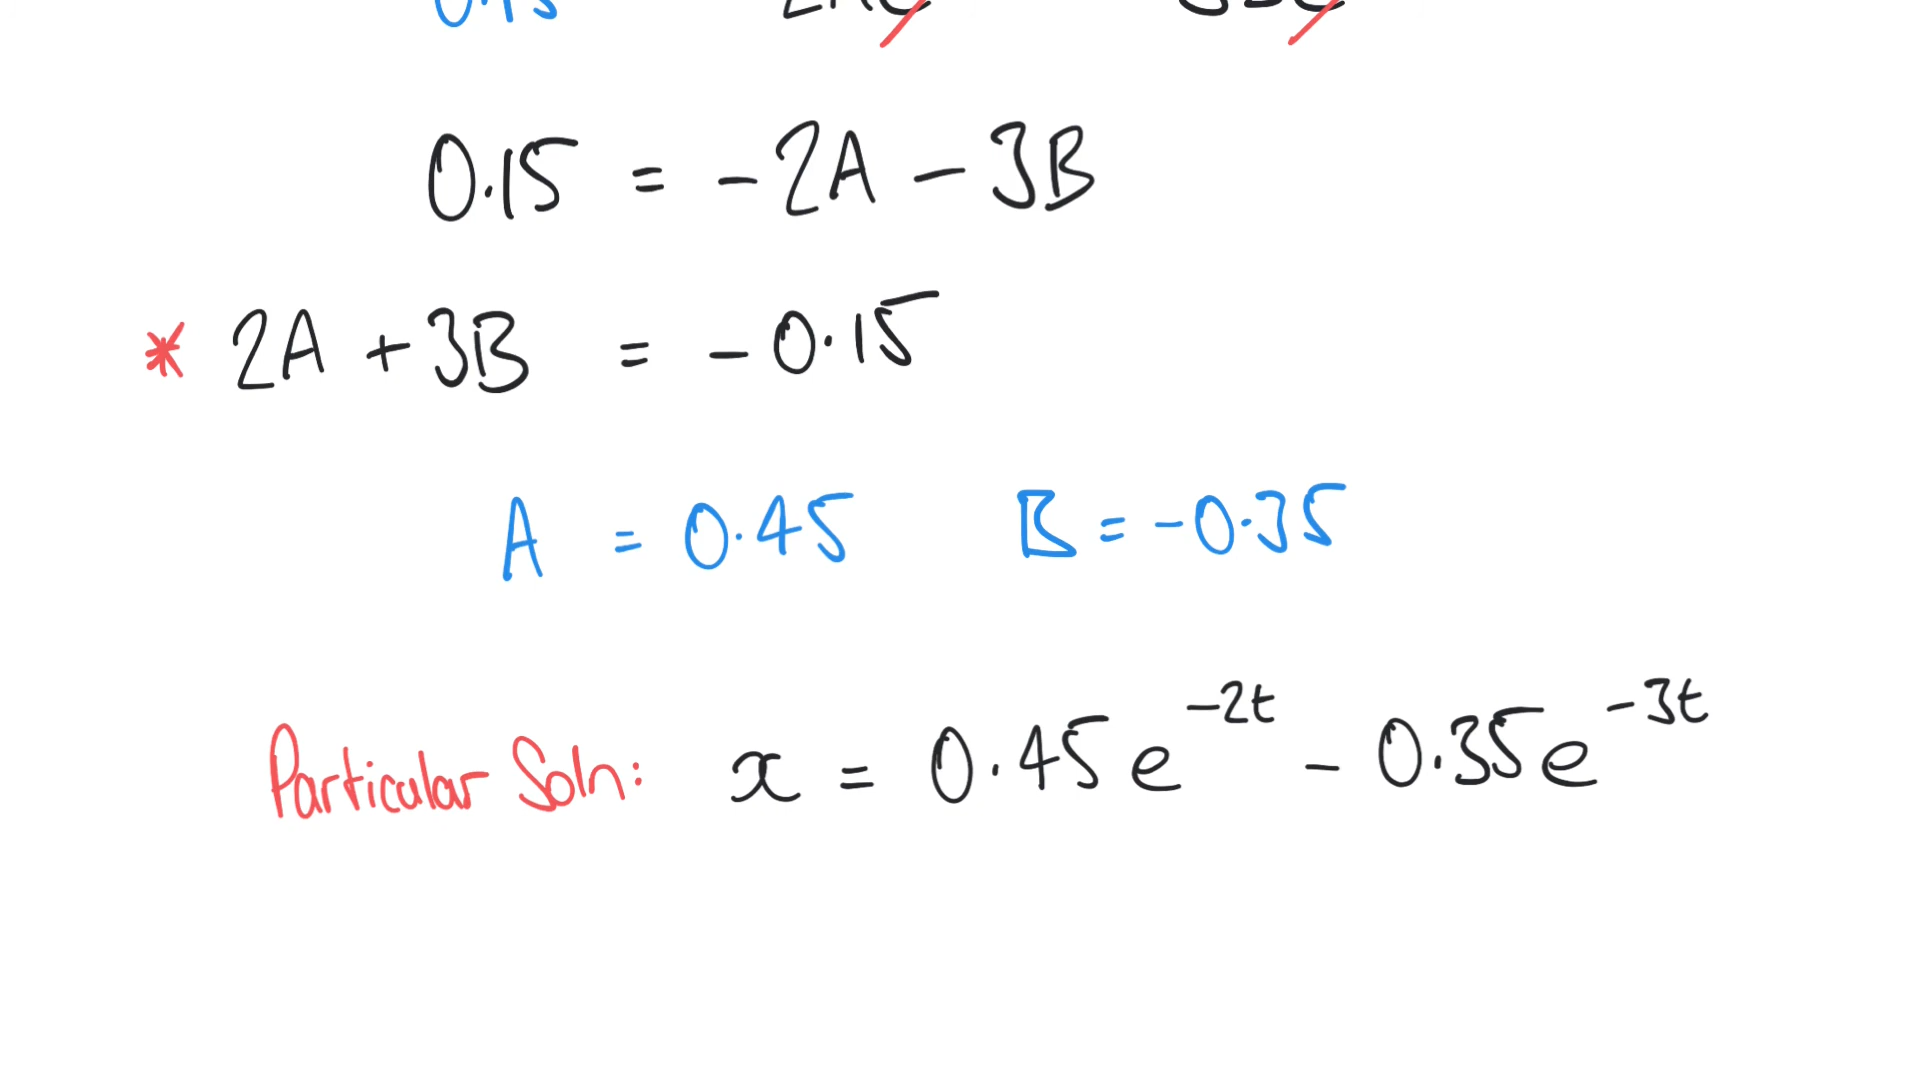 0.15 = -2A - 3B
* 2A + 3B = -0.15
A = 0.45 B = -0.35
Particular Soln: x = 0.45e^{-2t} - 0.35e^{-3t}